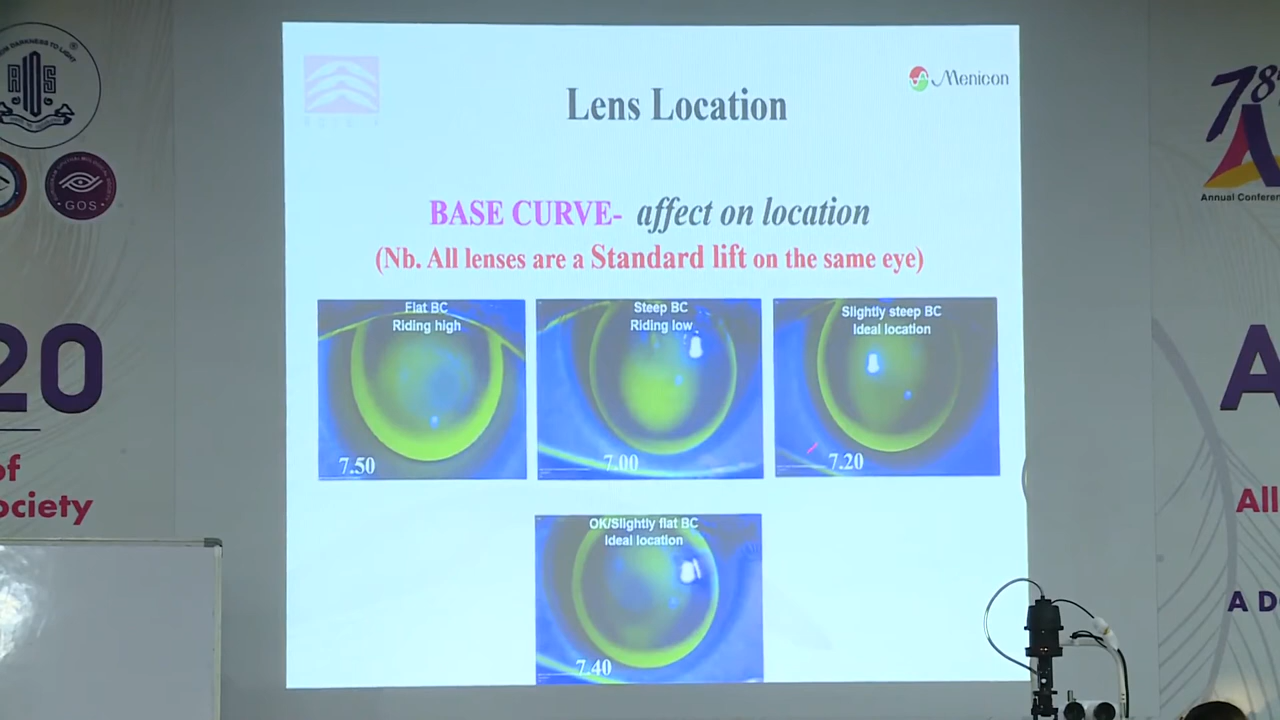 GOS
20
of
ociety
Menicon
Lens Location
BASE CURVE- affect on location
(Nb. All lenses are a Standard lift on the same eye)
Flat BC
Riding high
7.50
Steep BC
Riding low
7.00
Slightly steep BC
Ideal location
7.20
OK/Slightly flat BC
Ideal location
7.40
78
Annual Conferen
A
All
A D